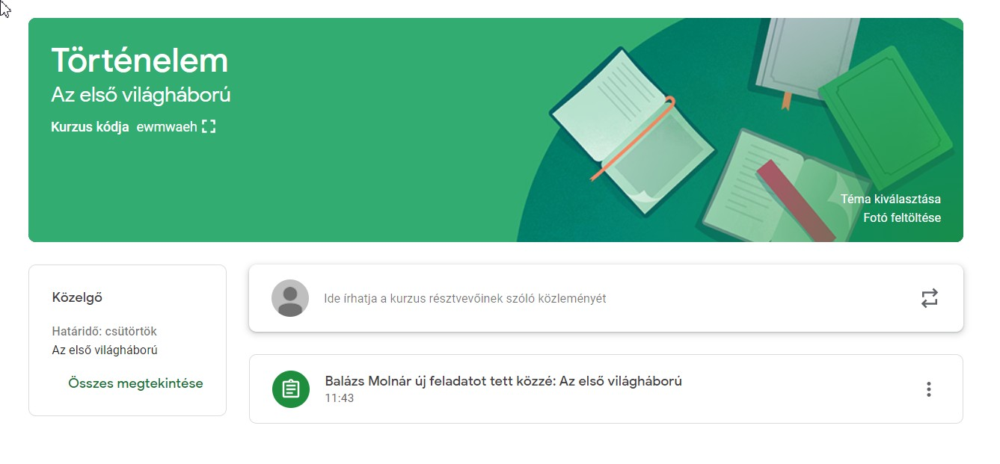 Történelem
Az első világháború
Kurzus kódja ewmwaeh
Téma kiválasztása
Fotó feltöltése
Közelgő
Határidő: csütörtök
Az első világháború
Összes megtekintése
Ide írhatja a kurzus résztvevőinek szóló közleményét
Balázs Molnár új feladatot tett közzé: Az első világháború
11:43